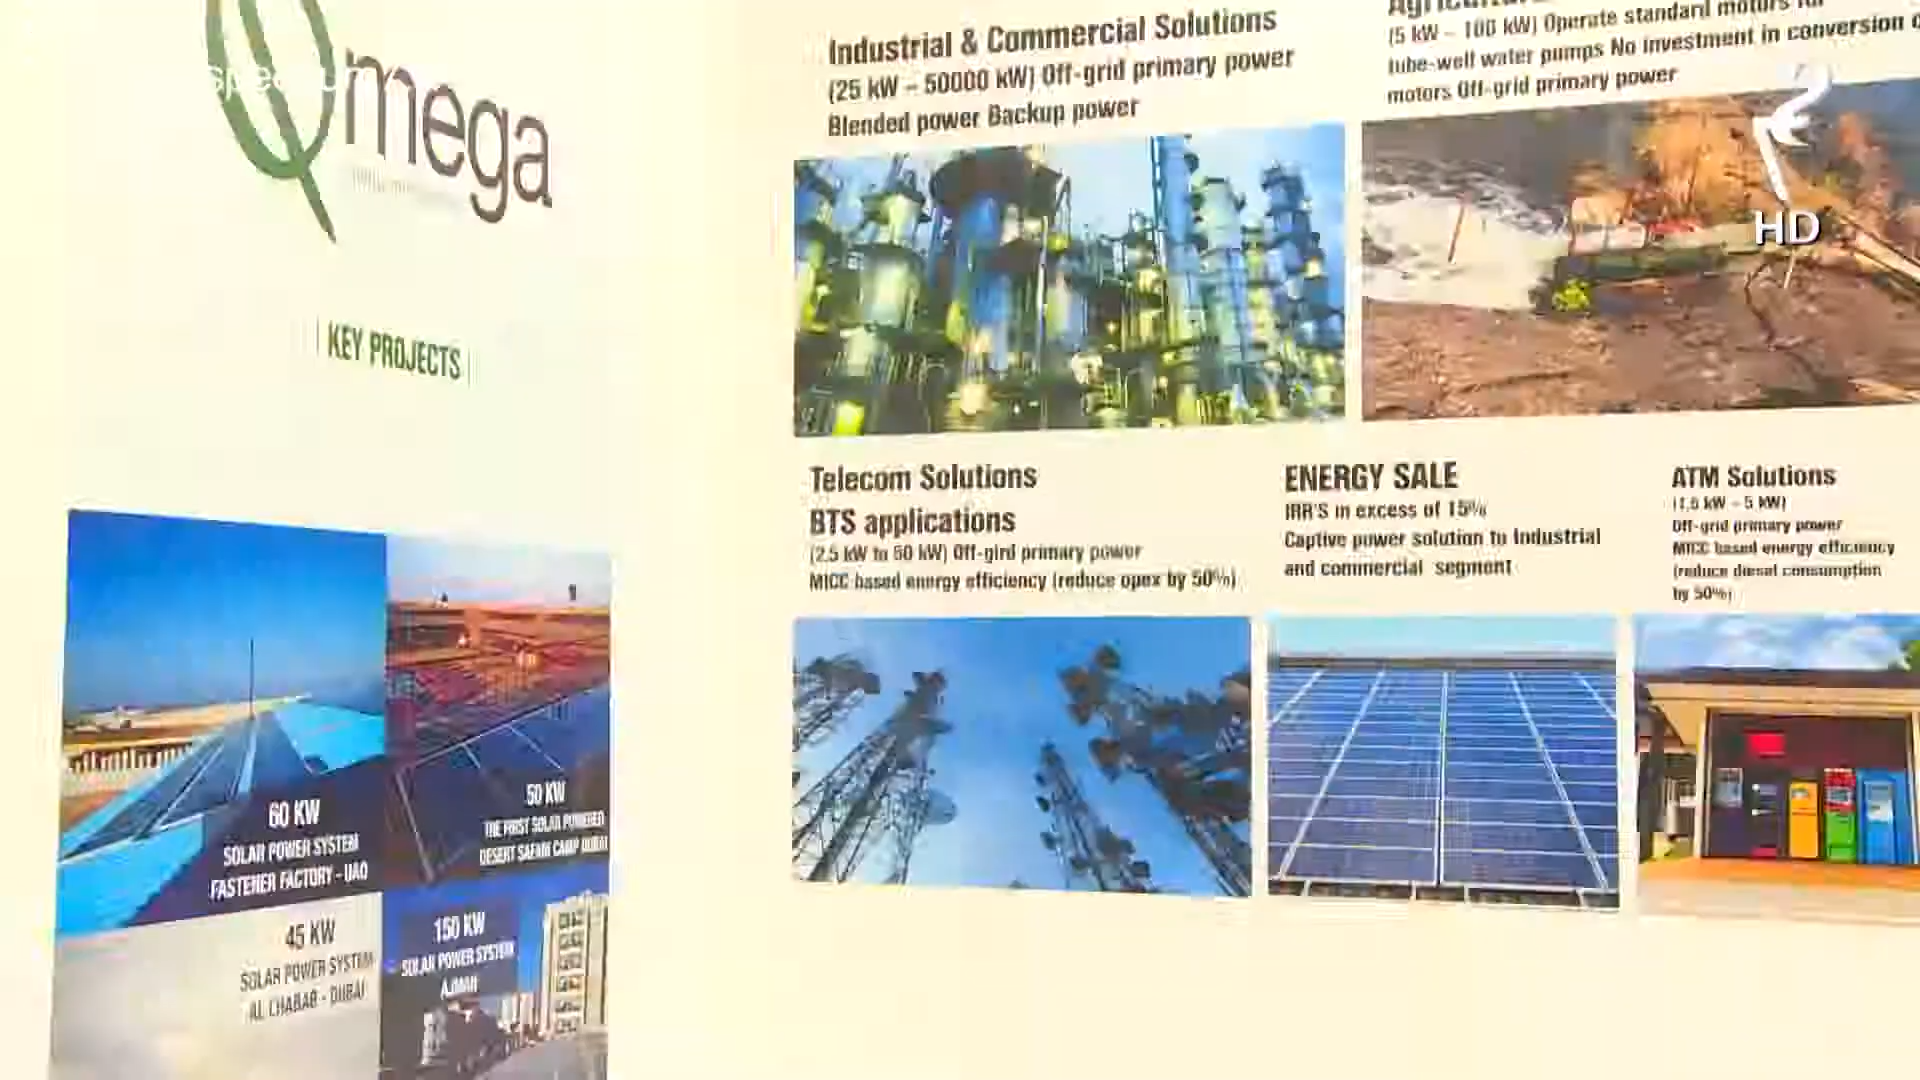 mega
KEY PROJECTS
60 KW
SOLAR POWER SYSTEM
FASTENER FACTORY - UAQ
50 KW
THE FIRST SOLAR POWERED
DESERT SAFARI CAMP DUBAI
45 KW
SOLAR POWER SYSTEM
AL CHABAB - DUBAI
150 KW
SOLAR POWER SYSTEM
AJMAN
Industrial & Commercial Solutions
(25 kW – 50000 kW) Off-grid primary power
Blended power Backup power
(5 kW – 100 kW) Operate standard motors for
tube-well water pumps No investment in conversion
motors Off-grid primary power
HD
Telecom Solutions
BTS applications
(2.5 kW to 50 kW) Off-gird primary power
MICC based energy efficiency (reduce opex by 50%)
ENERGY SALE
IRR'S in excess of 15%
Captive power solution to Industrial
and commercial segment
ATM Solutions
(1.5 kW – 5 kW)
Off-grid primary power
MICC based energy efficiency
(reduce diesel consumption
by 50%)